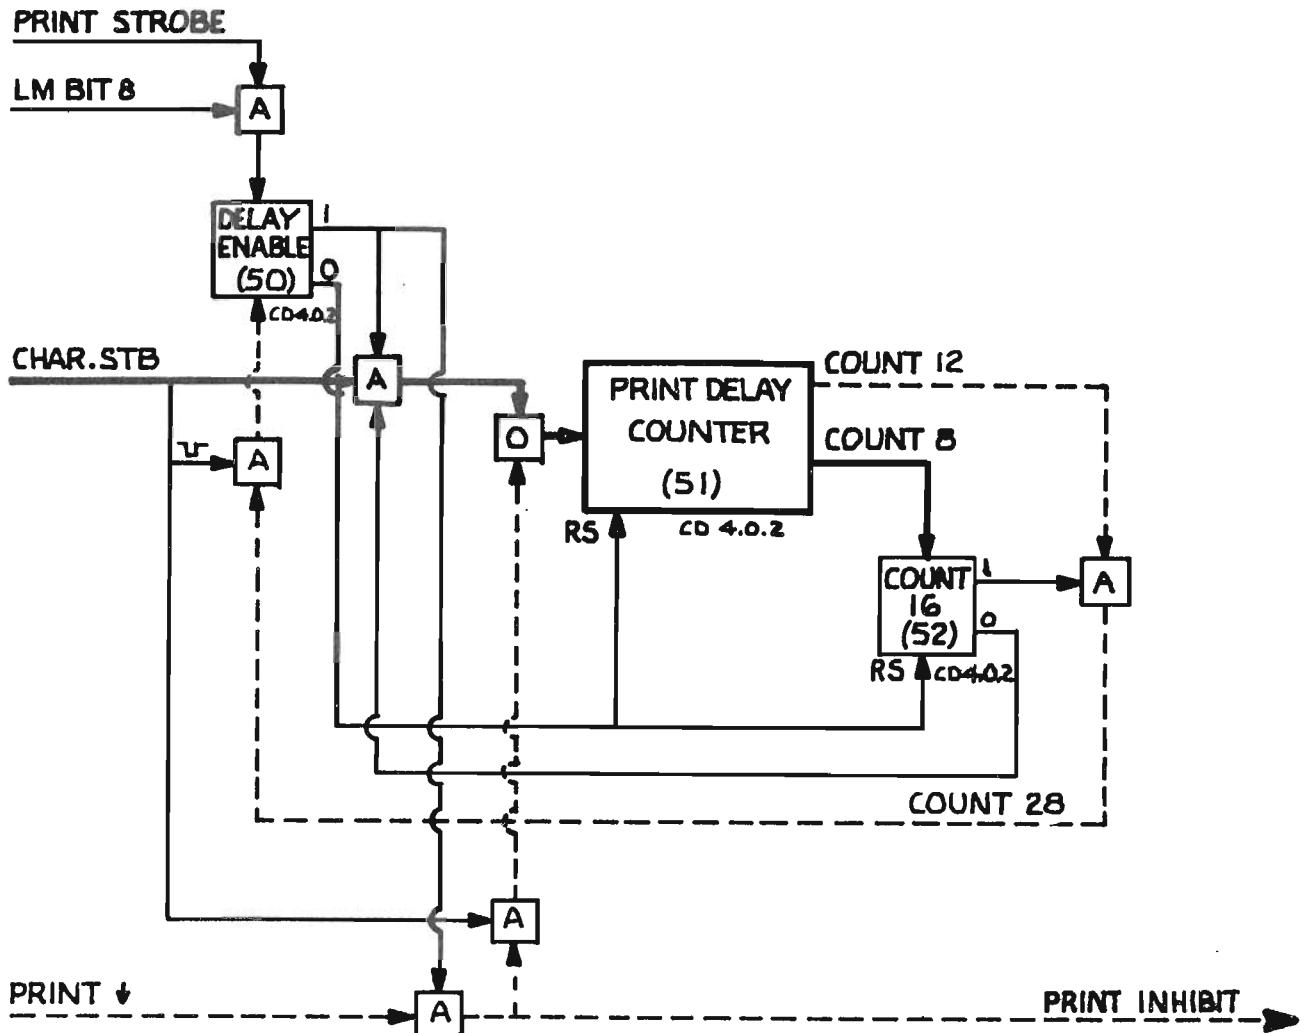 PRINT STROBE
LM BIT 8
A
DELAY
ENABLE
(50)
1
0
CD4.0.2
CHAR.STB
A
A
O
PRINT DELAY
COUNTER
(51)
RS
CD 4.0.2
COUNT 12
COUNT 8
COUNT
16
(52)
1
0
RS
CD4.0.2
A
COUNT 28
A
PRINT ↓
A
PRINT INHIBIT